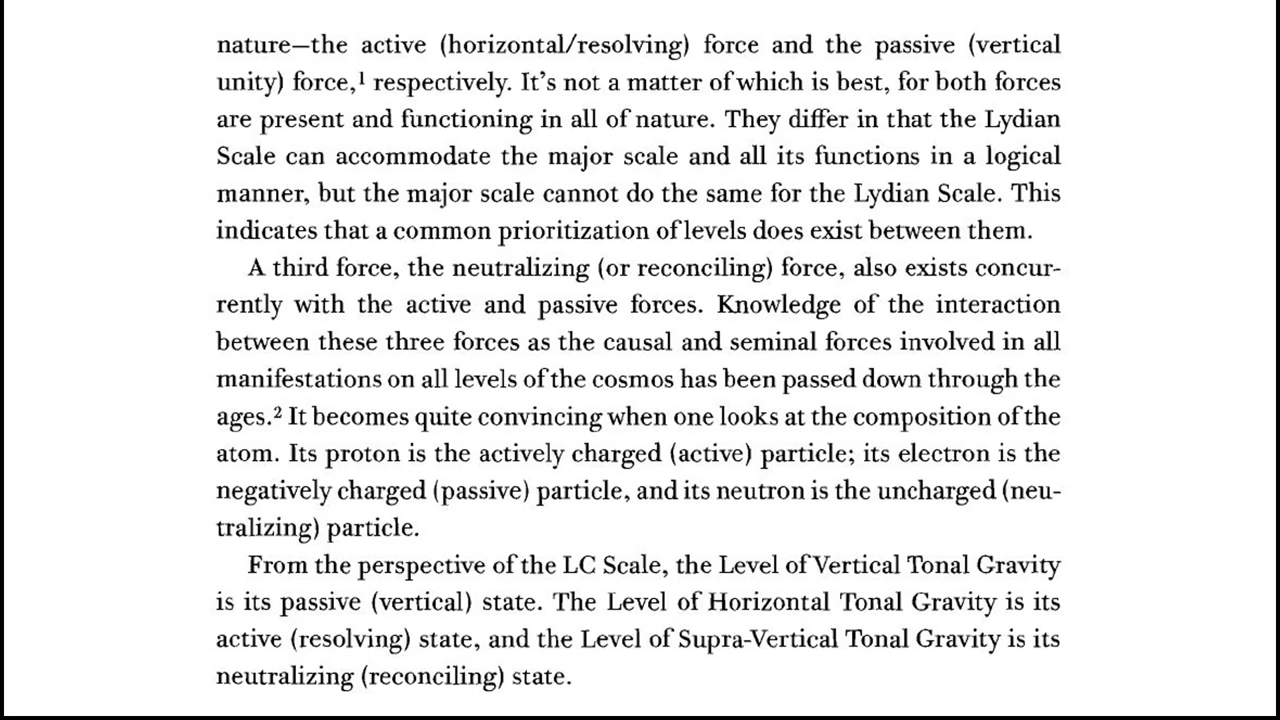 nature—the active (horizontal/resolving) force and the passive (vertical
unity) force,¹ respectively. It’s not a matter of which is best, for both forces
are present and functioning in all of nature. They differ in that the Lydian
Scale can accommodate the major scale and all its functions in a logical
manner, but the major scale cannot do the same for the Lydian Scale. This
indicates that a common prioritization of levels does exist between them.
A third force, the neutralizing (or reconciling) force, also exists concur-
rently with the active and passive forces. Knowledge of the interaction
between these three forces as the causal and seminal forces involved in all
manifestations on all levels of the cosmos has been passed down through the
ages.² It becomes quite convincing when one looks at the composition of the
atom. Its proton is the actively charged (active) particle; its electron is the
negatively charged (passive) particle, and its neutron is the uncharged (neu-
tralizing) particle.
From the perspective of the LC Scale, the Level of Vertical Tonal Gravity
is its passive (vertical) state. The Level of Horizontal Tonal Gravity is its
active (resolving) state, and the Level of Supra-Vertical Tonal Gravity is its
neutralizing (reconciling) state.